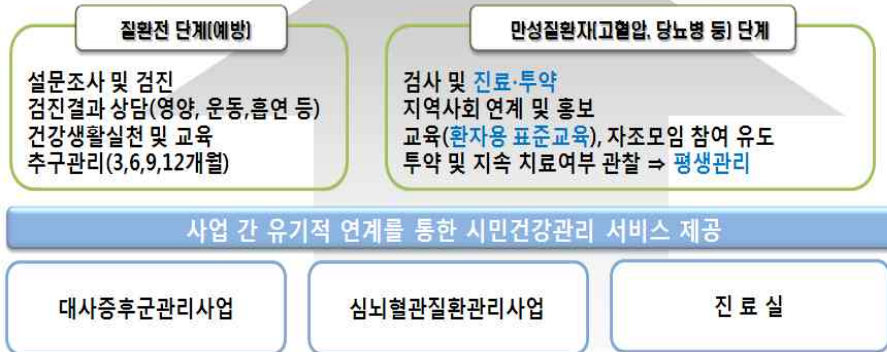 질환전 단계(예방)
설문조사 및 검진
검진결과 상담(영양, 운동,흡연 등)
건강생활실천 및 교육
추구관리(3,6,9,12개월)
만성질환자(고혈압, 당뇨병 등) 단계
검사 및 진료·투약
지역사회 연계 및 홍보
교육(환자용 표준교육), 자조모임 참여 유도
투약 및 지속 치료여부 관찰 ⇒ 평생관리
사업 간 유기적 연계를 통한 시민건강관리 서비스 제공
대사증후군관리사업
심뇌혈관질환관리사업
진 료 실